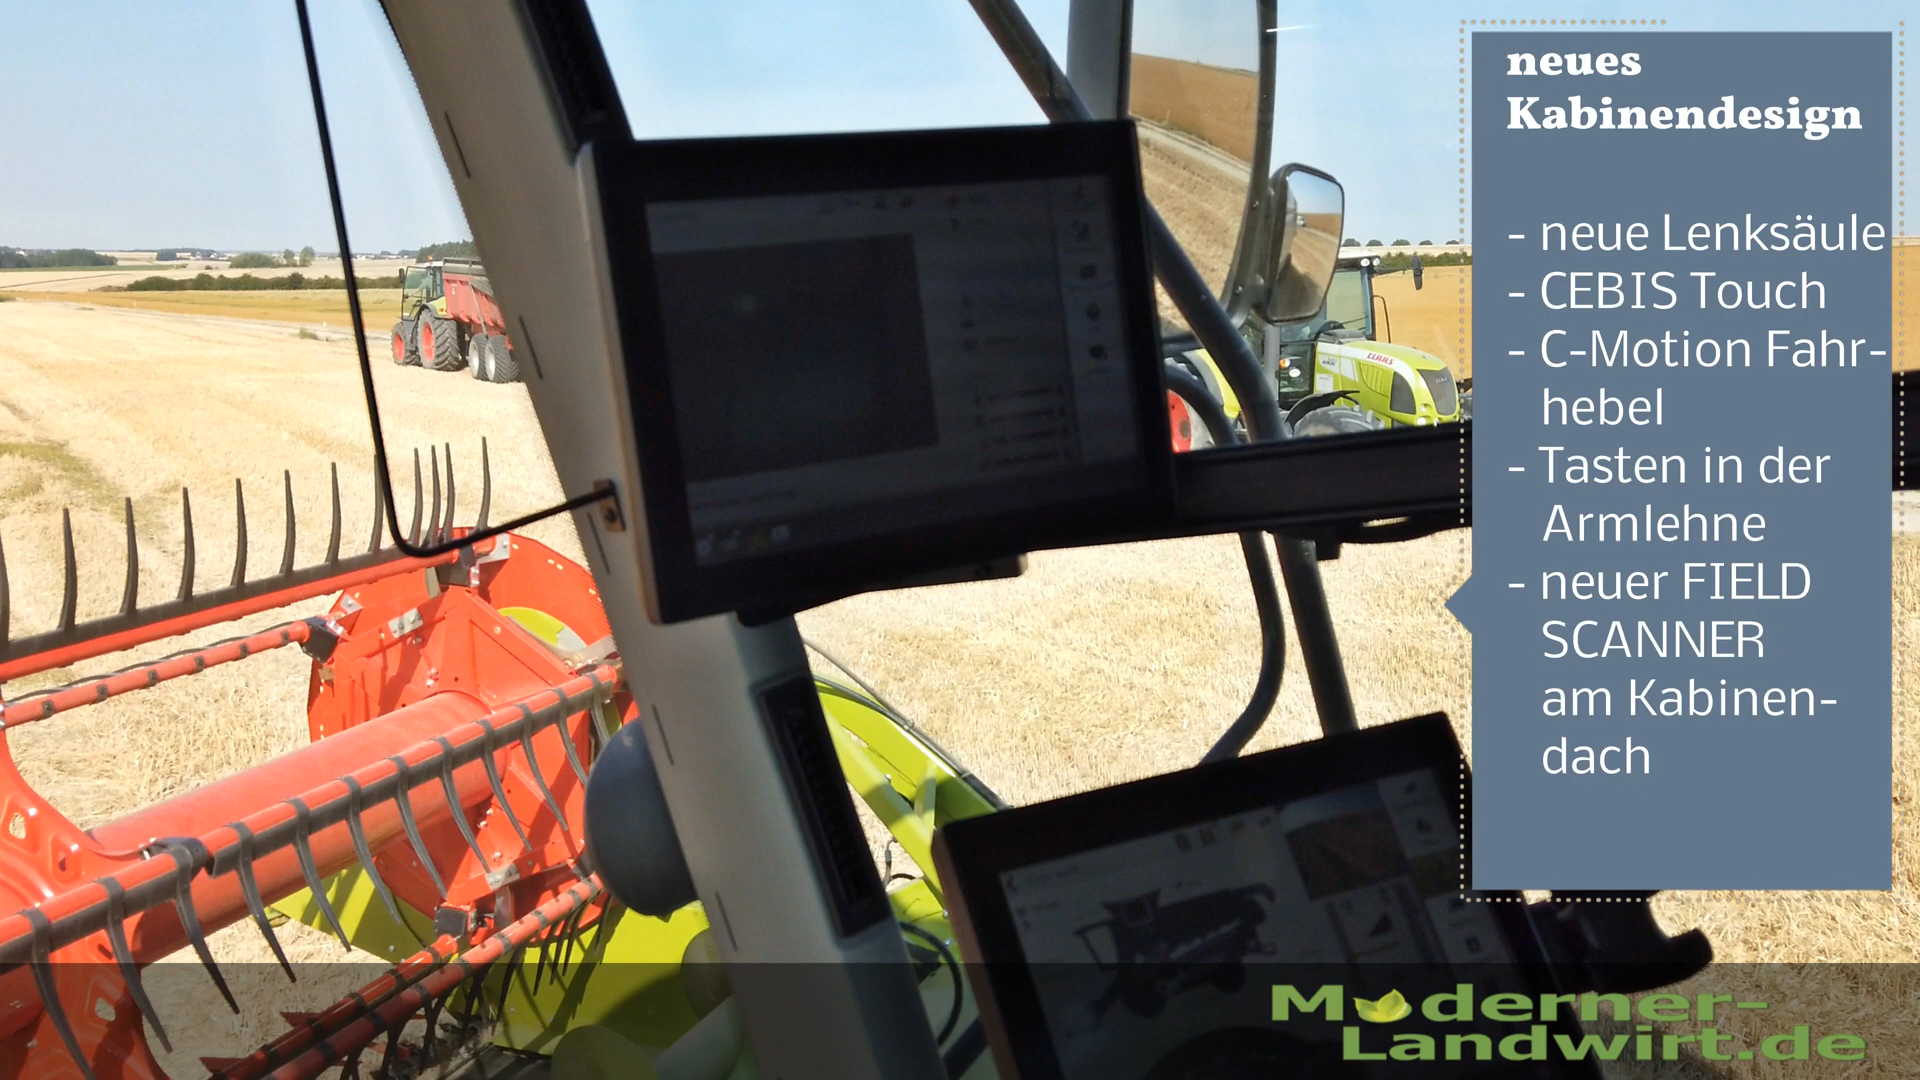 neues
Kabinendesign
- neue Lenksäule
- CEBIS Touch
- C-Motion Fahr-
hebel
- Tasten in der
Armlehne
- neuer FIELD
SCANNER
am Kabinen-
dach
CLAAS
Moderner-
Landwirt.de